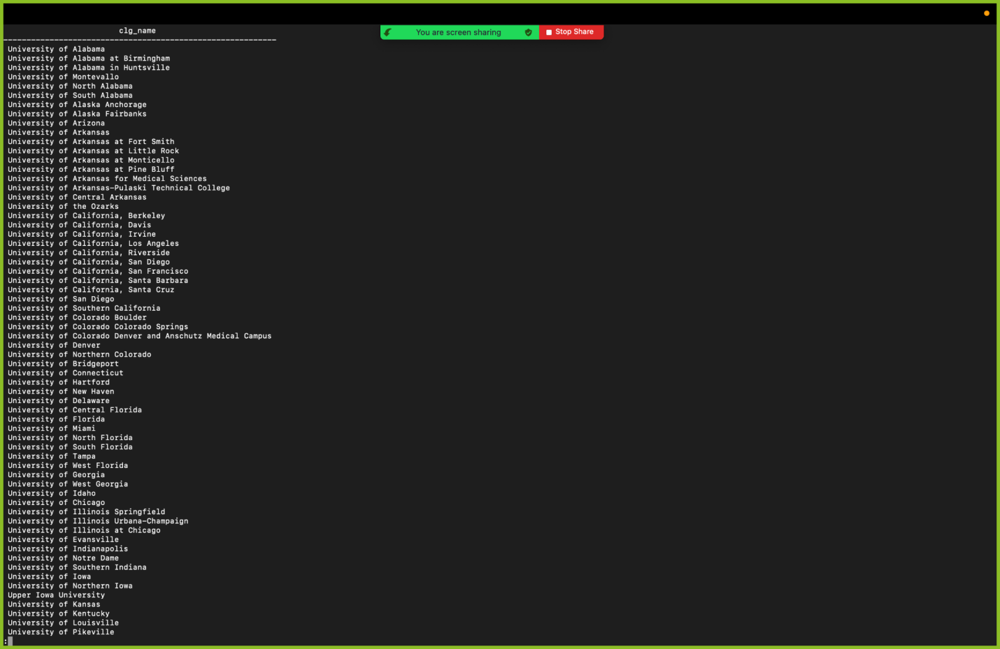 clg_name
You are screen sharing
Stop Share
-----------------------------------------------------------
University of Alabama
University of Alabama at Birmingham
University of Alabama in Huntsville
University of Montevallo
University of North Alabama
University of South Alabama
University of Alaska Anchorage
University of Alaska Fairbanks
University of Arizona
University of Arkansas
University of Arkansas at Fort Smith
University of Arkansas at Little Rock
University of Arkansas at Monticello
University of Arkansas at Pine Bluff
University of Arkansas for Medical Sciences
University of Arkansas-Pulaski Technical College
University of Central Arkansas
University of the Ozarks
University of California, Berkeley
University of California, Davis
University of California, Irvine
University of California, Los Angeles
University of California, Riverside
University of California, San Diego
University of California, San Francisco
University of California, Santa Barbara
University of California, Santa Cruz
University of San Diego
University of Southern California
University of Colorado Boulder
University of Colorado Colorado Springs
University of Colorado Denver and Anschutz Medical Campus
University of Denver
University of Northern Colorado
University of Bridgeport
University of Connecticut
University of Hartford
University of New Haven
University of Delaware
University of Central Florida
University of Florida
University of Miami
University of North Florida
University of South Florida
University of Tampa
University of West Florida
University of Georgia
University of West Georgia
University of Idaho
University of Chicago
University of Illinois Springfield
University of Illinois Urbana-Champaign
University of Illinois at Chicago
University of Evansville
University of Indianapolis
University of Notre Dame
University of Southern Indiana
University of Iowa
University of Northern Iowa
Upper Iowa University
University of Kansas
University of Kentucky
University of Louisville
University of Pikeville
: